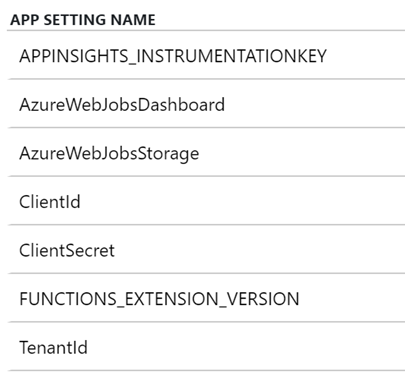 APP SETTING NAME
APPINSIGHTS_INSTRUMENTATIONKEY
AzureWebJobsDashboard
AzureWebJobsStorage
ClientId
ClientSecret
FUNCTIONS_EXTENSION_VERSION
TenantId